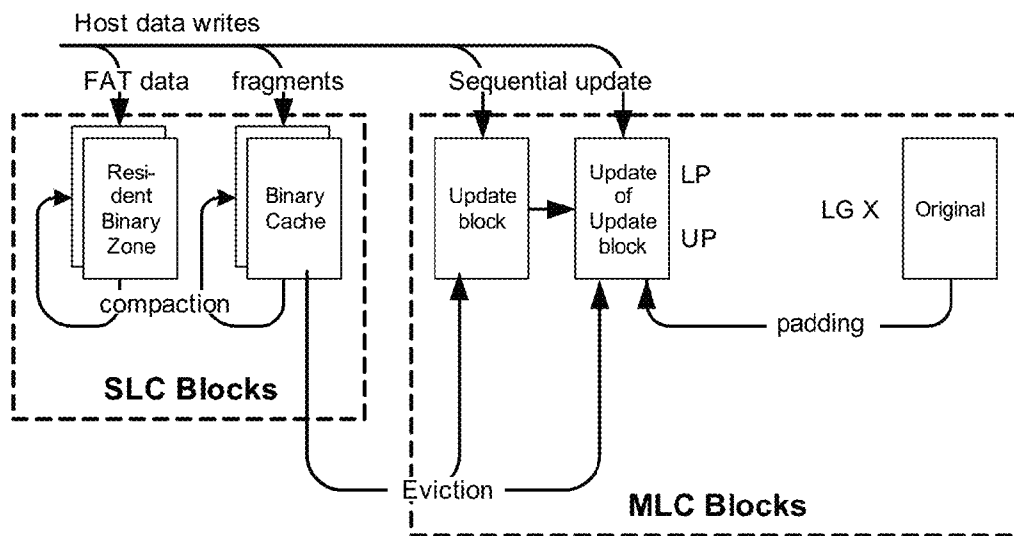 Host data writes
FAT data
fragments
Sequential update
Resi-
dent
Binary
Zone
Binary
Cache
Update
block
Update
of
Update
block
LP
UP
LG X
Original
compaction
padding
SLC Blocks
Eviction
MLC Blocks